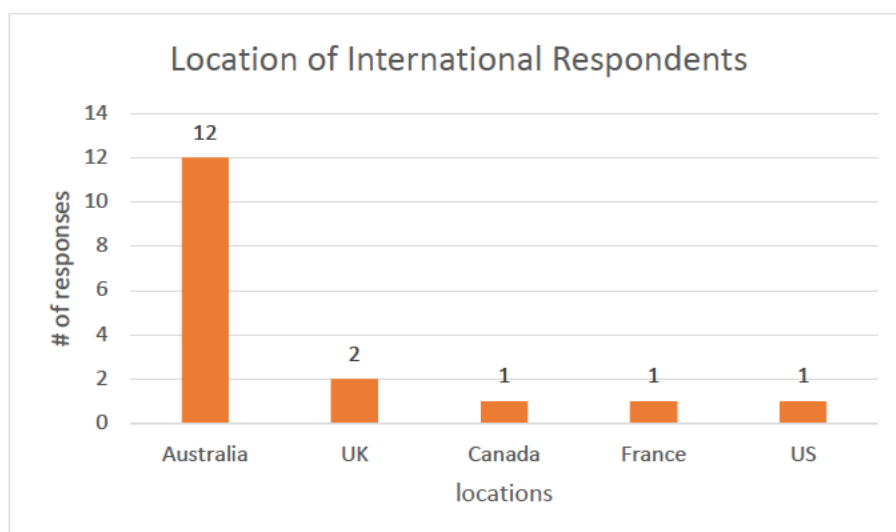 Location of International Respondents
# of responses
14
12
10
8
6
4
2
0
12
2
1
1
1
Australia
UK
Canada
France
US
locations